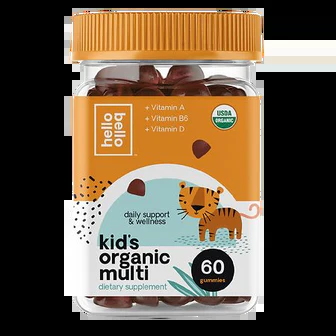 hello
bello
+ Vitamin A
+ Vitamin B6
+ Vitamin D
USDA
ORGANIC
daily support
& wellness
kid's
organic
multi
dietary supplement
60
gummies